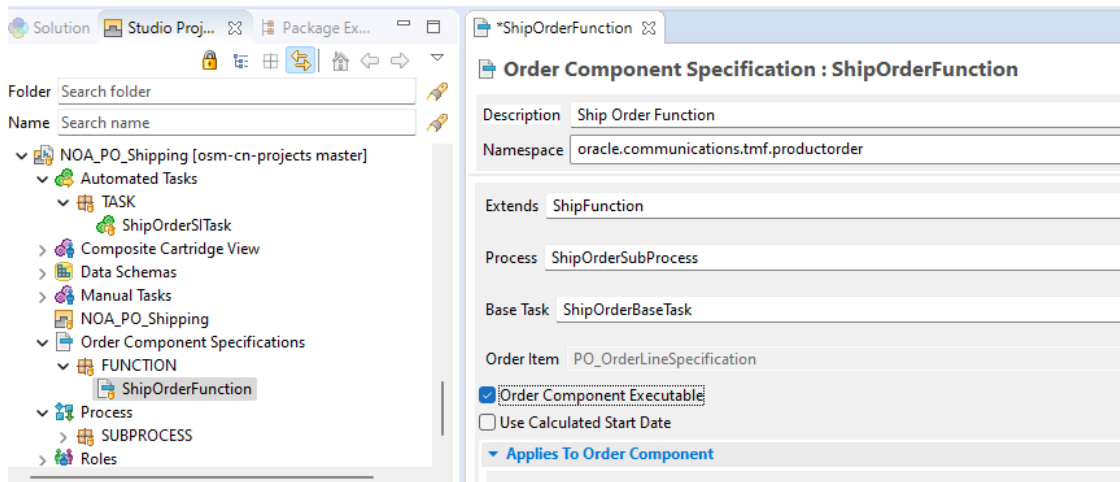 Solution Studio Proj... Package Ex...
Folder Search folder
Name Search name
NOA_PO_Shipping [osm-cn-projects master]
Automated Tasks
TASK
ShipOrderSITask
Composite Cartridge View
Data Schemas
Manual Tasks
NOA_PO_Shipping
Order Component Specifications
FUNCTION
ShipOrderFunction
Process
SUBPROCESS
Roles
*ShipOrderFunction
Order Component Specification : ShipOrderFunction
Description Ship Order Function
Namespace oracle.communications.tmf.productorder
Extends ShipFunction
Process ShipOrderSubProcess
Base Task ShipOrderBaseTask
Order Item PO_OrderLineSpecification
Order Component Executable
Use Calculated Start Date
Applies To Order Component